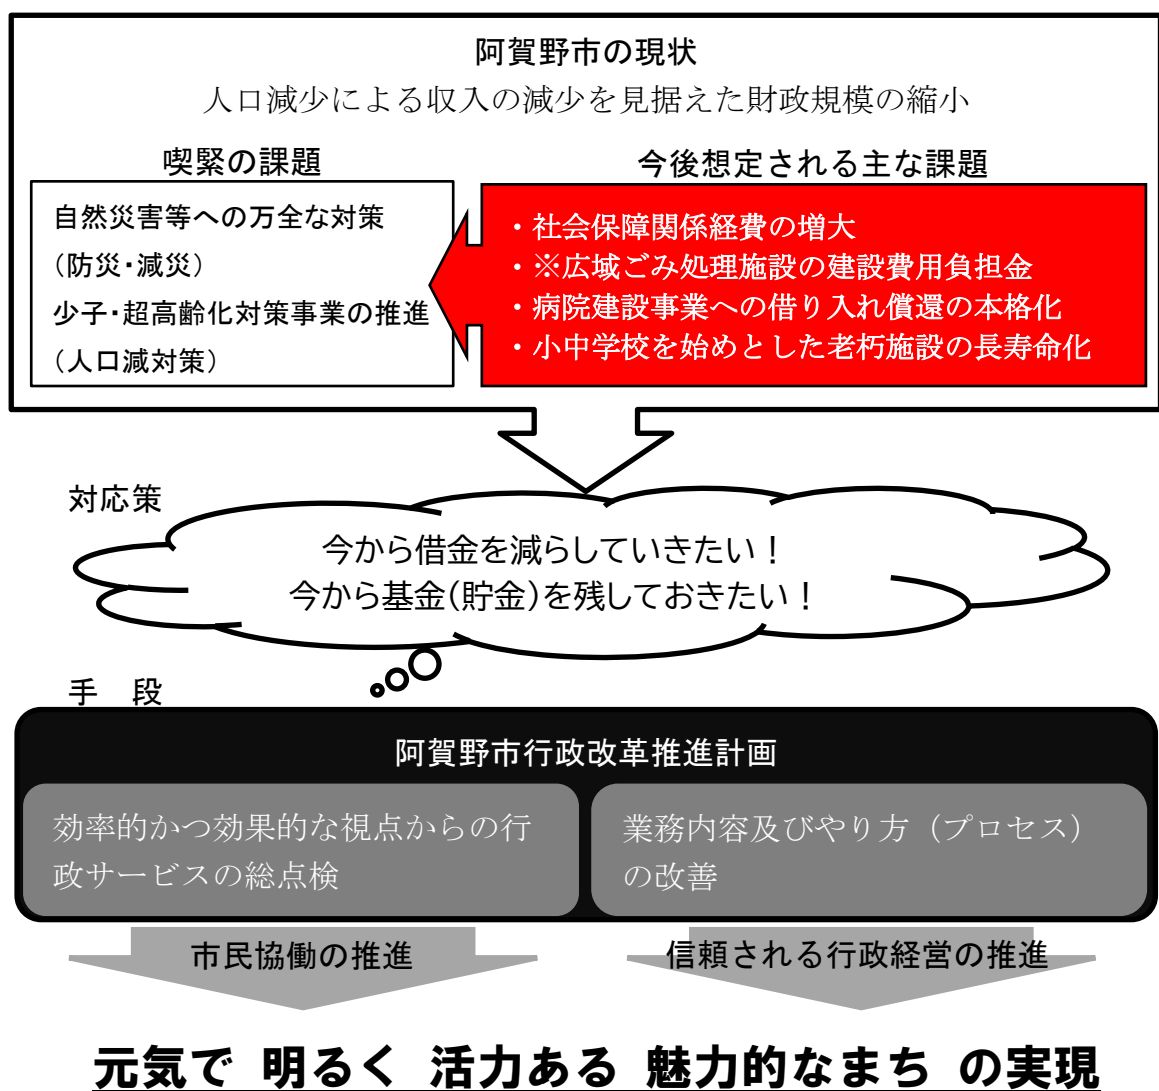 阿賀野市の現状
人口減少による収入の減少を見据えた財政規模の縮小
喫緊の課題
自然災害等への万全な対策
(防災・減災)
少子・超高齢化対策事業の推進
(人口減対策)
今後想定される主な課題
・社会保障関係経費の増大
・※広域ごみ処理施設の建設費用負担金
・病院建設事業への借り入れ償還の本格化
・小中学校を始めとした老朽施設の長寿命化
対応策
今から借金を減らしていきたい！
今から基金(貯金)を残しておきたい！
手　段
阿賀野市行政改革推進計画
効率的かつ効果的な視点からの行
政サービスの総点検
業務内容及びやり方（プロセス）
の改善
市民協働の推進
信頼される行政経営の推進
元気で 明るく 活力ある 魅力的なまち の実現